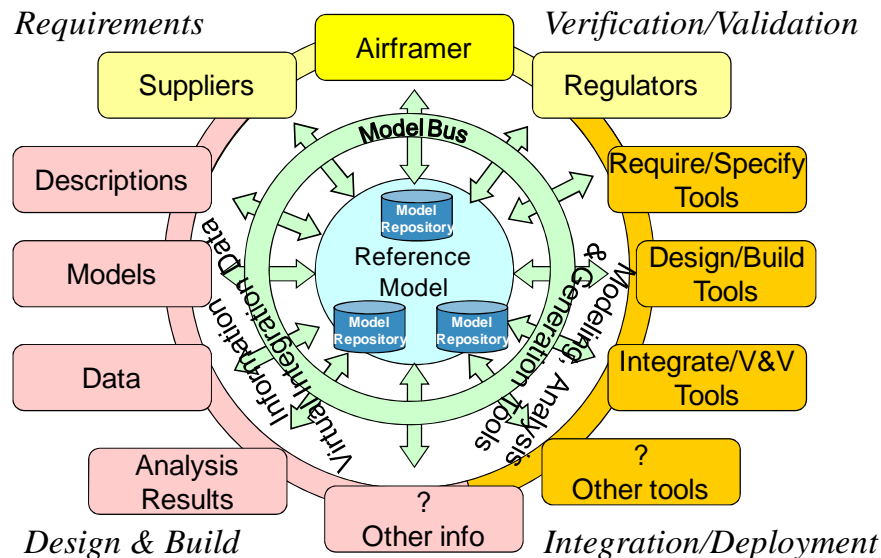 Requirements
Verification/Validation
Airframer
Suppliers
Regulators
Model Bus
Descriptions
Require/Specify
Tools
Model
Repository
Reference
Model
Models
Design/Build
Tools
Model
Repository
Model
Repository
Data
Integrate/V&V
Tools
Virtual Integration Data
Information
Modeling, Analysis
& Generation Tools
Analysis
Results
?
Other info
?
Other tools
Design & Build
Integration/Deployment